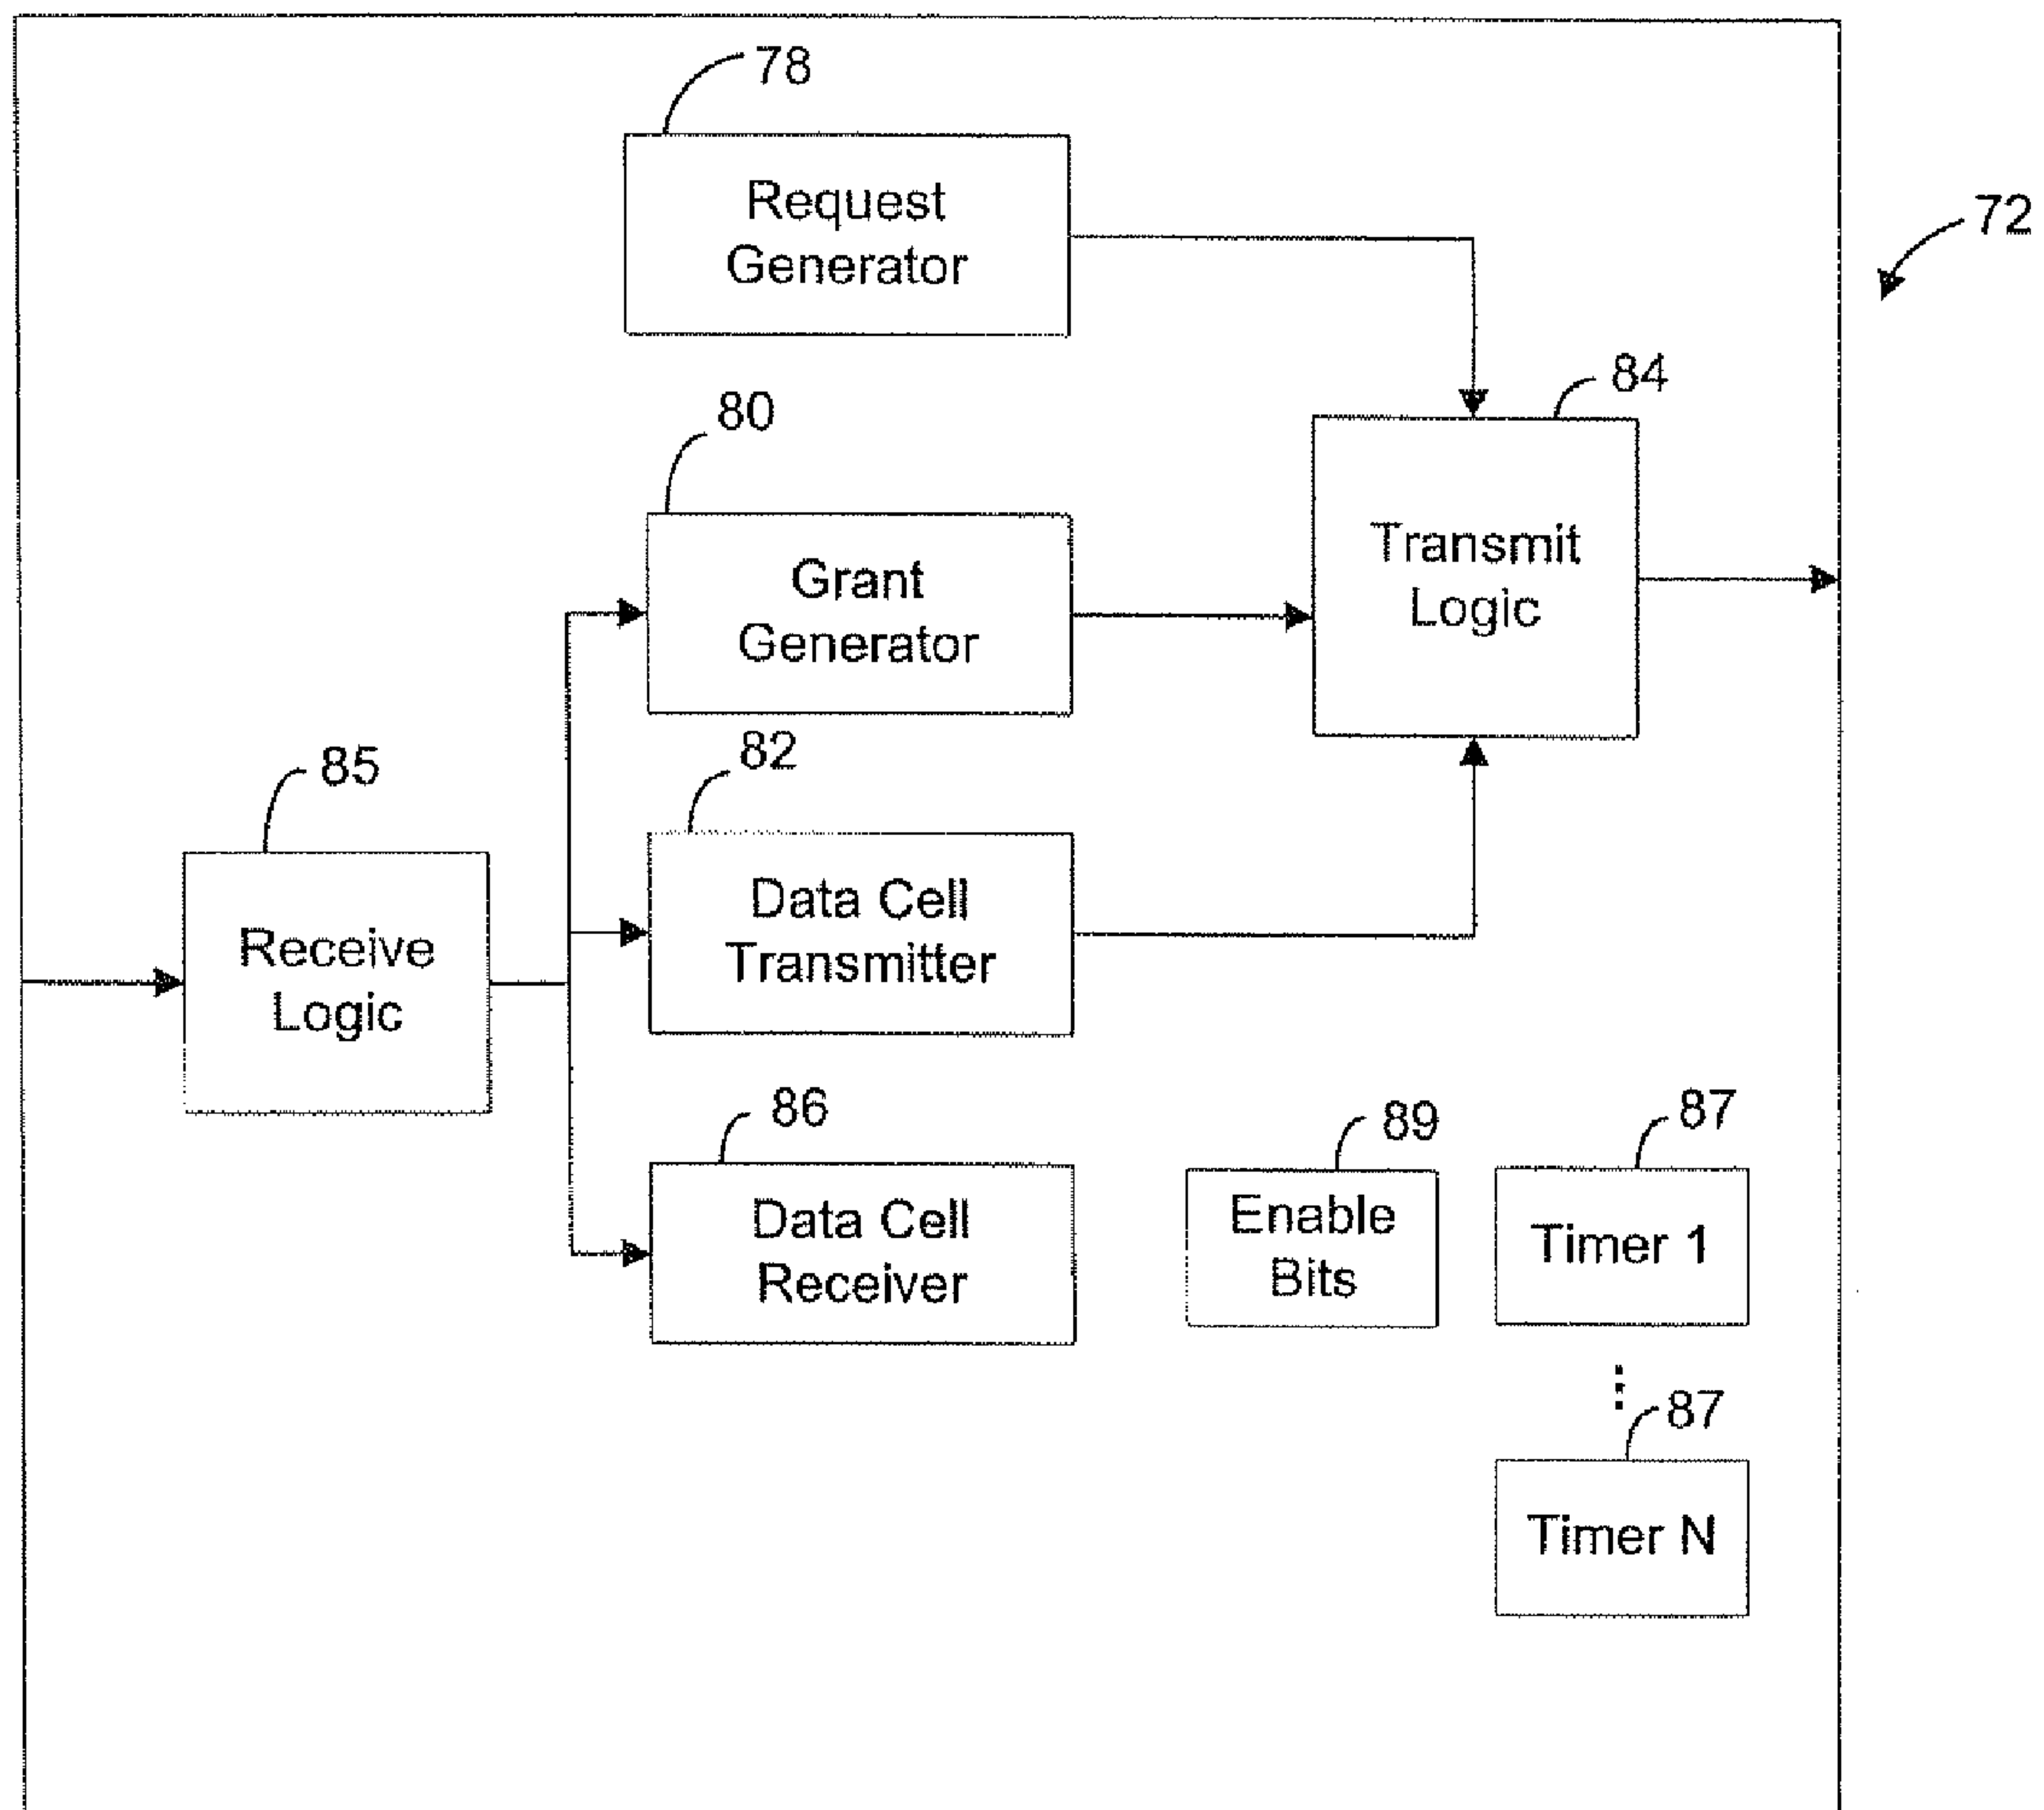 78
Request
Generator
72
84
80
Grant
Generator
Transmit
Logic
82
85
Data Cell
Transmitter
Receive
Logic
86
89
87
Data Cell
Receiver
Enable
Bits
Timer 1
⋮
87
Timer N